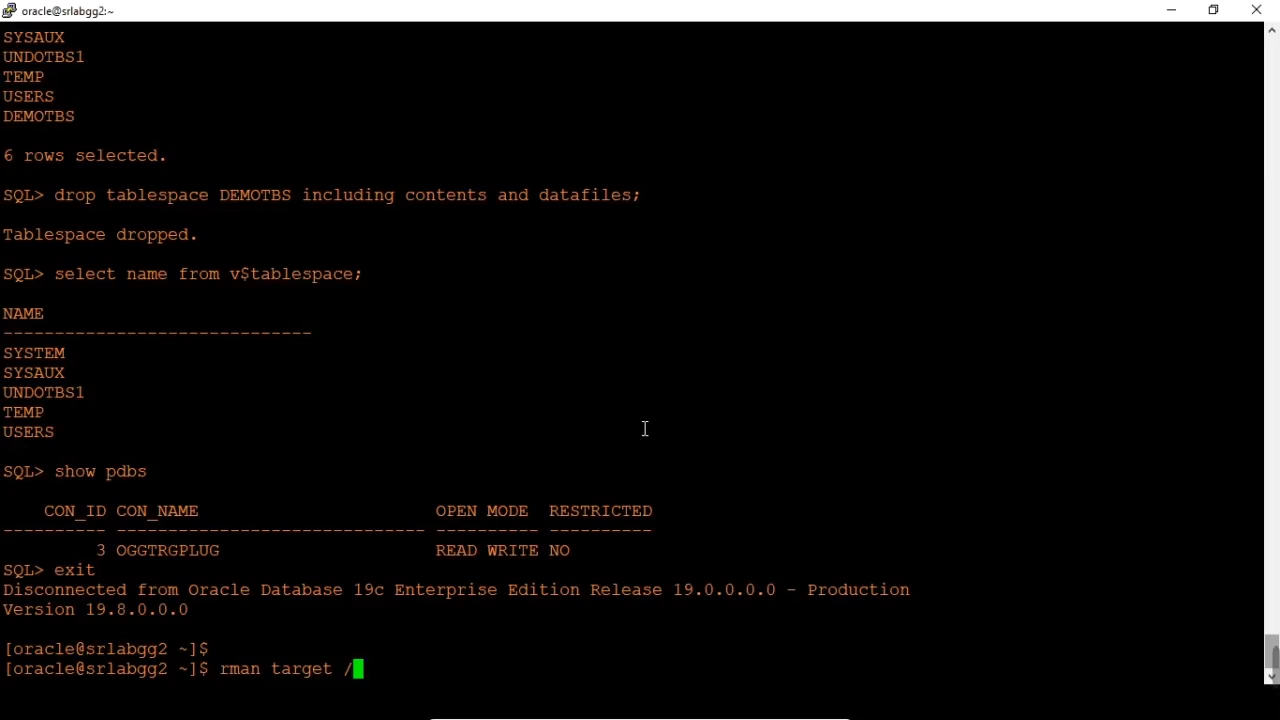 oracle@srlabgg2:~
SYSAUX
UNDOTBS1
TEMP
USERS
DEMOTBS
6 rows selected.
SQL> drop tablespace DEMOTBS including contents and datafiles;
Tablespace dropped.
SQL> select name from v$tablespace;
NAME
------------------------------
SYSTEM
SYSAUX
UNDOTBS1
TEMP
USERS
SQL> show pdbs
    CON_ID CON_NAME                       OPEN MODE  RESTRICTED
---------- ------------------------------ ---------- ----------
         3 OGGTRGPLUG                     READ WRITE NO
SQL> exit
Disconnected from Oracle Database 19c Enterprise Edition Release 19.0.0.0.0 - Production
Version 19.8.0.0.0
[oracle@srlabgg2 ~]$
[oracle@srlabgg2 ~]$ rman target /